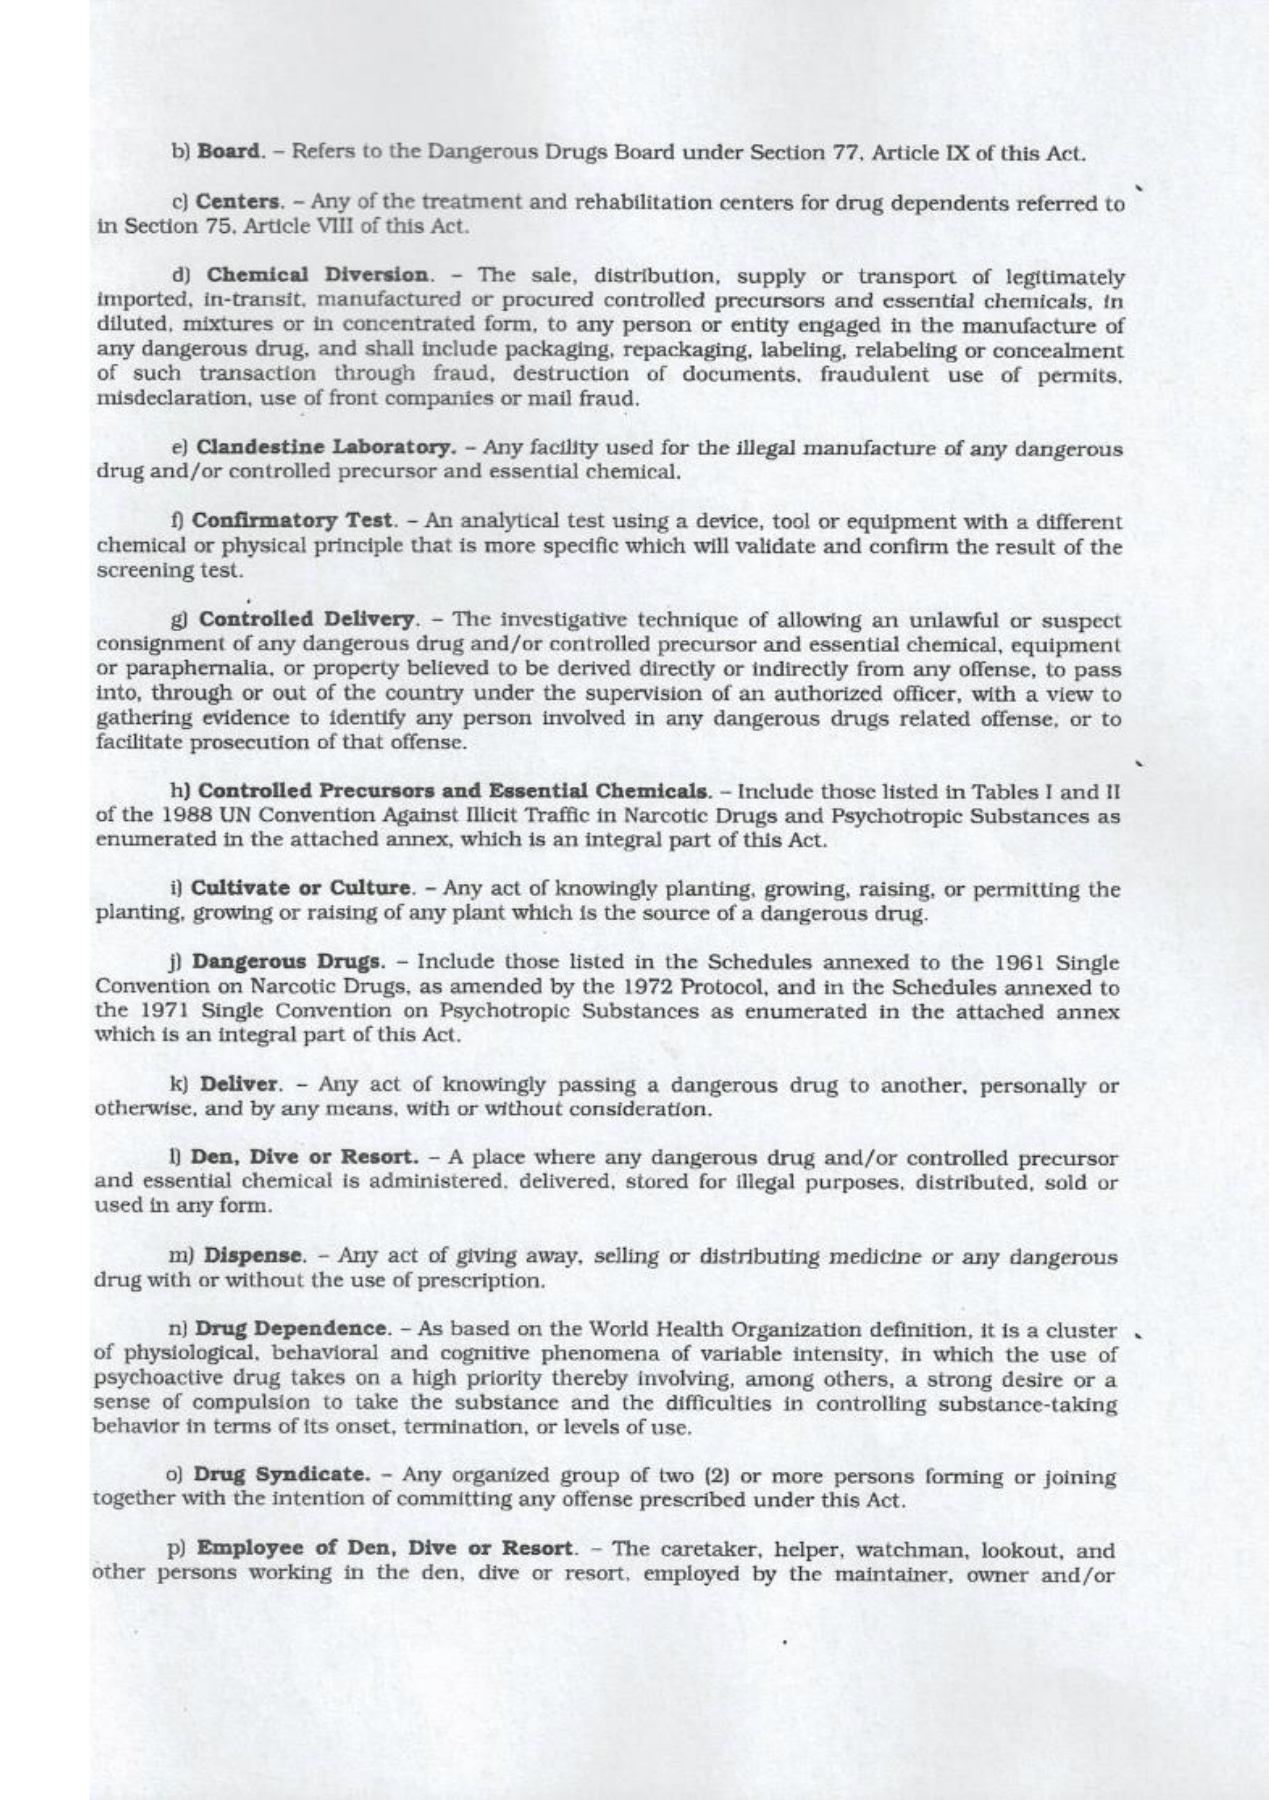 b) Board. – Refers to the Dangerous Drugs Board under Section 77, Article IX of this Act.
c) Centers. – Any of the treatment and rehabilitation centers for drug dependents referred to
in Section 75, Article VIII of this Act.
d) Chemical Diversion. – The sale, distribution, supply or transport of legitimately
imported, in-transit, manufactured or procured controlled precursors and essential chemicals, in
diluted, mixtures or in concentrated form, to any person or entity engaged in the manufacture of
any dangerous drug, and shall include packaging, repackaging, labeling, relabeling or concealment
of such transaction through fraud, destruction of documents, fraudulent use of permits,
misdeclaration, use of front companies or mail fraud.
e) Clandestine Laboratory. – Any facility used for the illegal manufacture of any dangerous
drug and/or controlled precursor and essential chemical.
f) Confirmatory Test. – An analytical test using a device, tool or equipment with a different
chemical or physical principle that is more specific which will validate and confirm the result of the
screening test.
g) Controlled Delivery. – The investigative technique of allowing an unlawful or suspect
consignment of any dangerous drug and/or controlled precursor and essential chemical, equipment
or paraphernalia, or property believed to be derived directly or indirectly from any offense, to pass
into, through or out of the country under the supervision of an authorized officer, with a view to
gathering evidence to identify any person involved in any dangerous drugs related offense, or to
facilitate prosecution of that offense.
h) Controlled Precursors and Essential Chemicals. – Include those listed in Tables I and II
of the 1988 UN Convention Against Illicit Traffic in Narcotic Drugs and Psychotropic Substances as
enumerated in the attached annex, which is an integral part of this Act.
i) Cultivate or Culture. – Any act of knowingly planting, growing, raising, or permitting the
planting, growing or raising of any plant which is the source of a dangerous drug.
j) Dangerous Drugs. – Include those listed in the Schedules annexed to the 1961 Single
Convention on Narcotic Drugs, as amended by the 1972 Protocol, and in the Schedules annexed to
the 1971 Single Convention on Psychotropic Substances as enumerated in the attached annex
which is an integral part of this Act.
k) Deliver. – Any act of knowingly passing a dangerous drug to another, personally or
otherwise, and by any means, with or without consideration.
l) Den, Dive or Resort. – A place where any dangerous drug and/or controlled precursor
and essential chemical is administered, delivered, stored for illegal purposes, distributed, sold or
used in any form.
m) Dispense. – Any act of giving away, selling or distributing medicine or any dangerous
drug with or without the use of prescription.
n) Drug Dependence. – As based on the World Health Organization definition, it is a cluster
of physiological, behavioral and cognitive phenomena of variable intensity, in which the use of
psychoactive drug takes on a high priority thereby involving, among others, a strong desire or a
sense of compulsion to take the substance and the difficulties in controlling substance-taking
behavior in terms of its onset, termination, or levels of use.
o) Drug Syndicate. – Any organized group of two (2) or more persons forming or joining
together with the intention of committing any offense prescribed under this Act.
p) Employee of Den, Dive or Resort. – The caretaker, helper, watchman, lookout, and
other persons working in the den, dive or resort, employed by the maintainer, owner and/or